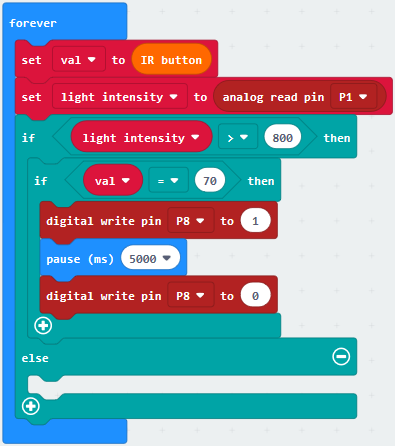 forever
set val to IR button
set light intensity to analog read pin P1
if light intensity > 800 then
if val = 70 then
digital write pin P8 to 1
pause (ms) 5000
digital write pin P8 to 0
else